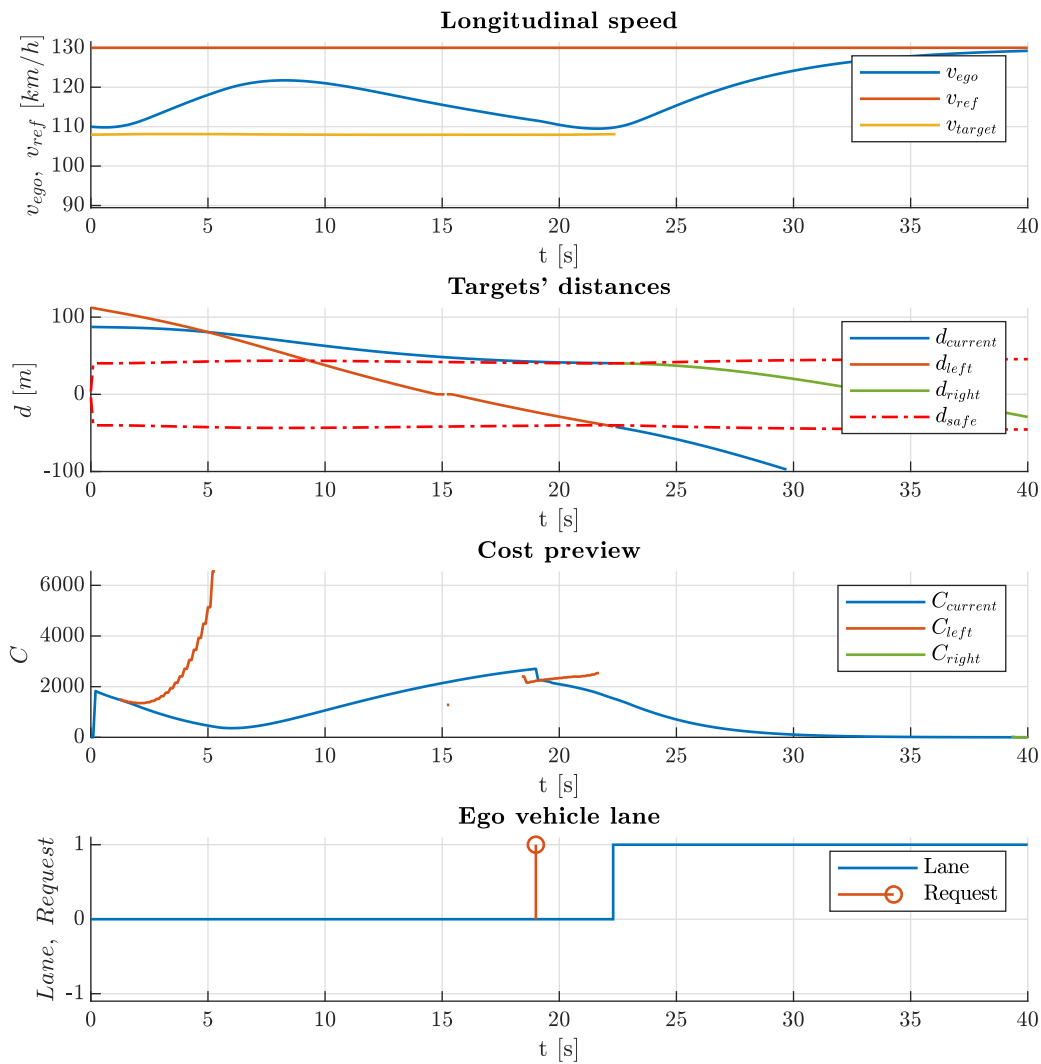 Longitudinal speed
v_ego, v_ref [km/h]
130
120
110
100
90
v_ego
v_ref
v_target
0 5 10 15 20 25 30 35 40
t [s]
Targets' distances
d [m]
100
0
-100
d_current
d_left
d_right
d_safe
0 5 10 15 20 25 30 35 40
t [s]
Cost preview
C
6000
4000
2000
0
C_current
C_left
C_right
0 5 10 15 20 25 30 35 40
t [s]
Ego vehicle lane
Lane, Request
1
0
-1
Lane
Request
0 5 10 15 20 25 30 35 40
t [s]